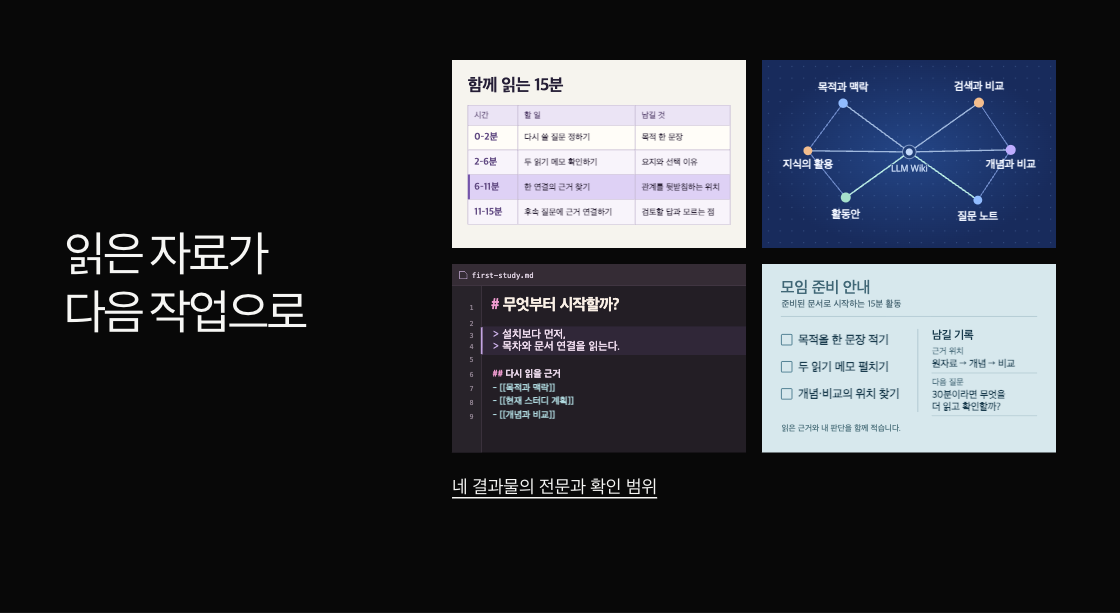 읽은 자료가
다음 작업으로
함께 읽는 15분
시간 할 일 남길 것
0-2분 다시 쓸 질문 정하기 목적 한 문장
2-6분 두 읽기 메모 확인하기 요지와 선택 이유
6-11분 한 연결의 근거 찾기 관계를 뒷받침하는 위치
11-15분 후속 질문에 근거 연결하기 검토할 답과 모르는 점
목적과 맥락
검색과 비교
지식의 활용
LLM Wiki
개념과 비교
활동안
질문 노트
first-study.md
1 # 무엇부터 시작할까?
2
3 > 설치보다 먼저,
4 > 목차와 문서 연결을 읽는다.
5
6 ## 다시 읽을 근거
7 - [[목적과 맥락]]
8 - [[현재 스터디 계획]]
9 - [[개념과 비교]]
모임 준비 안내
준비된 문서로 시작하는 15분 활동
목적을 한 문장 적기
두 읽기 메모 펼치기
개념·비교의 위치 찾기
남길 기록
근거 위치
원자료 → 개념 → 비교
다음 질문
30분이라면 무엇을
더 읽고 확인할까?
읽은 근거와 내 판단을 함께 적습니다.
네 결과물의 전문과 확인 범위